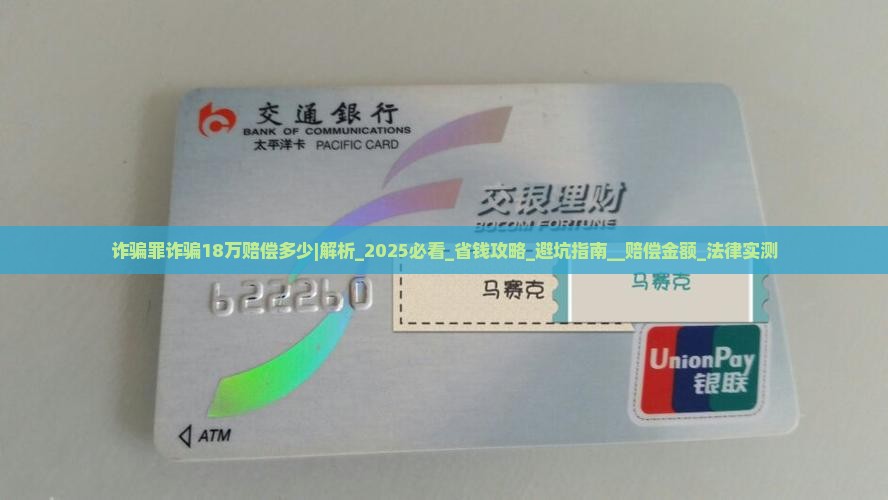 交通銀行
BANK OF COMMUNICATIONS
太平洋卡 PACIFIC CARD
交银理财
BOCOM FORTUNE
诈骗罪诈骗18万赔偿多少|解析_2025必看_省钱攻略_避坑指南__赔偿金额_法律实测
622260
马赛克
马赛克
UnionPay
银联
ATM